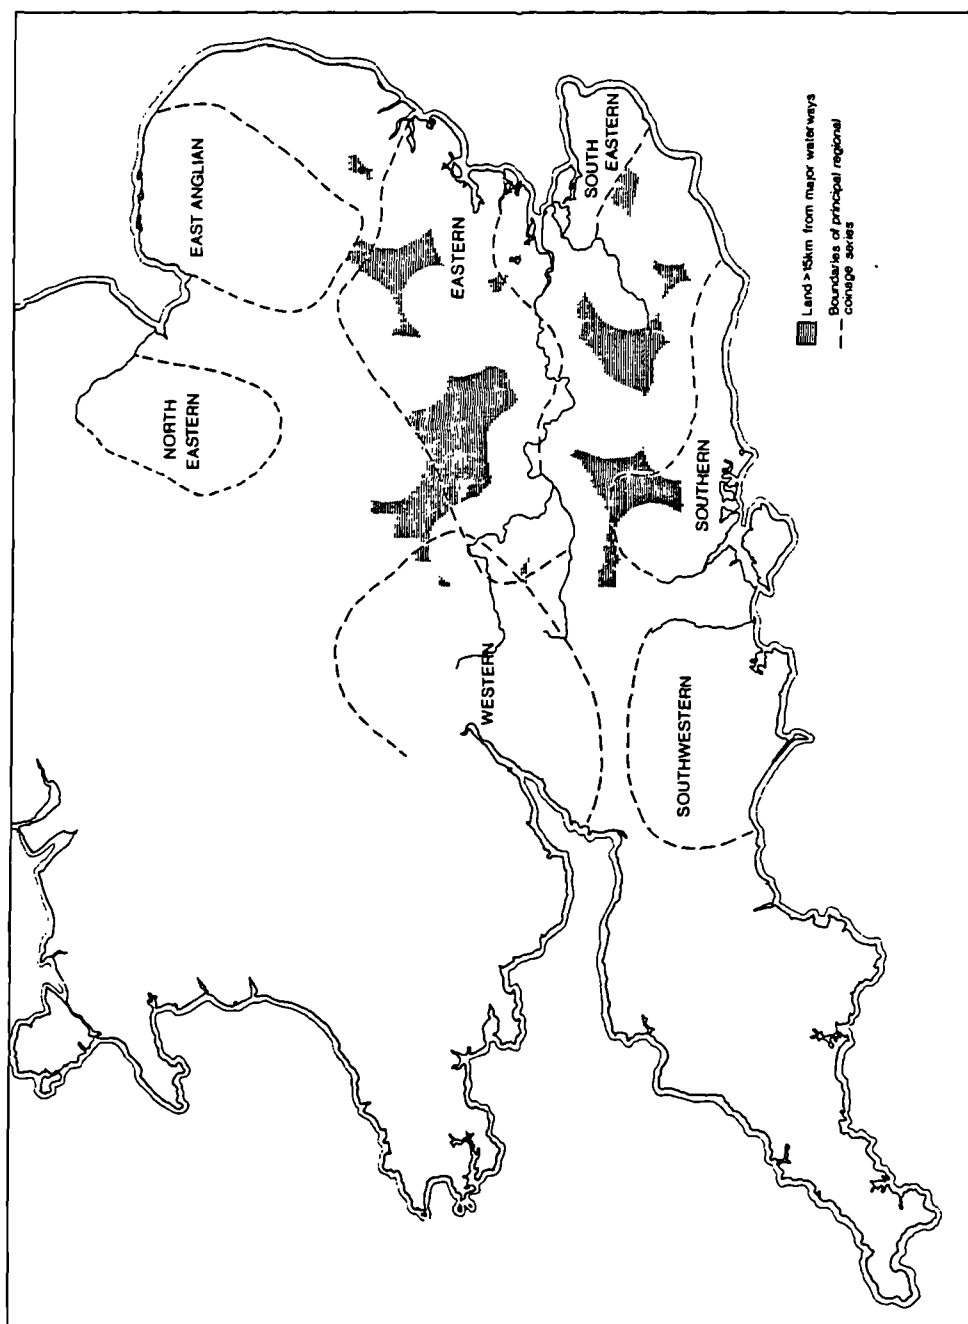 NORTH
EASTERN
EAST ANGLIAN
WESTERN
EASTERN
SOUTH
EASTERN
SOUTHWESTERN
SOUTHERN
Land >15km from major waterways
Boundaries of principal regional
coinage series